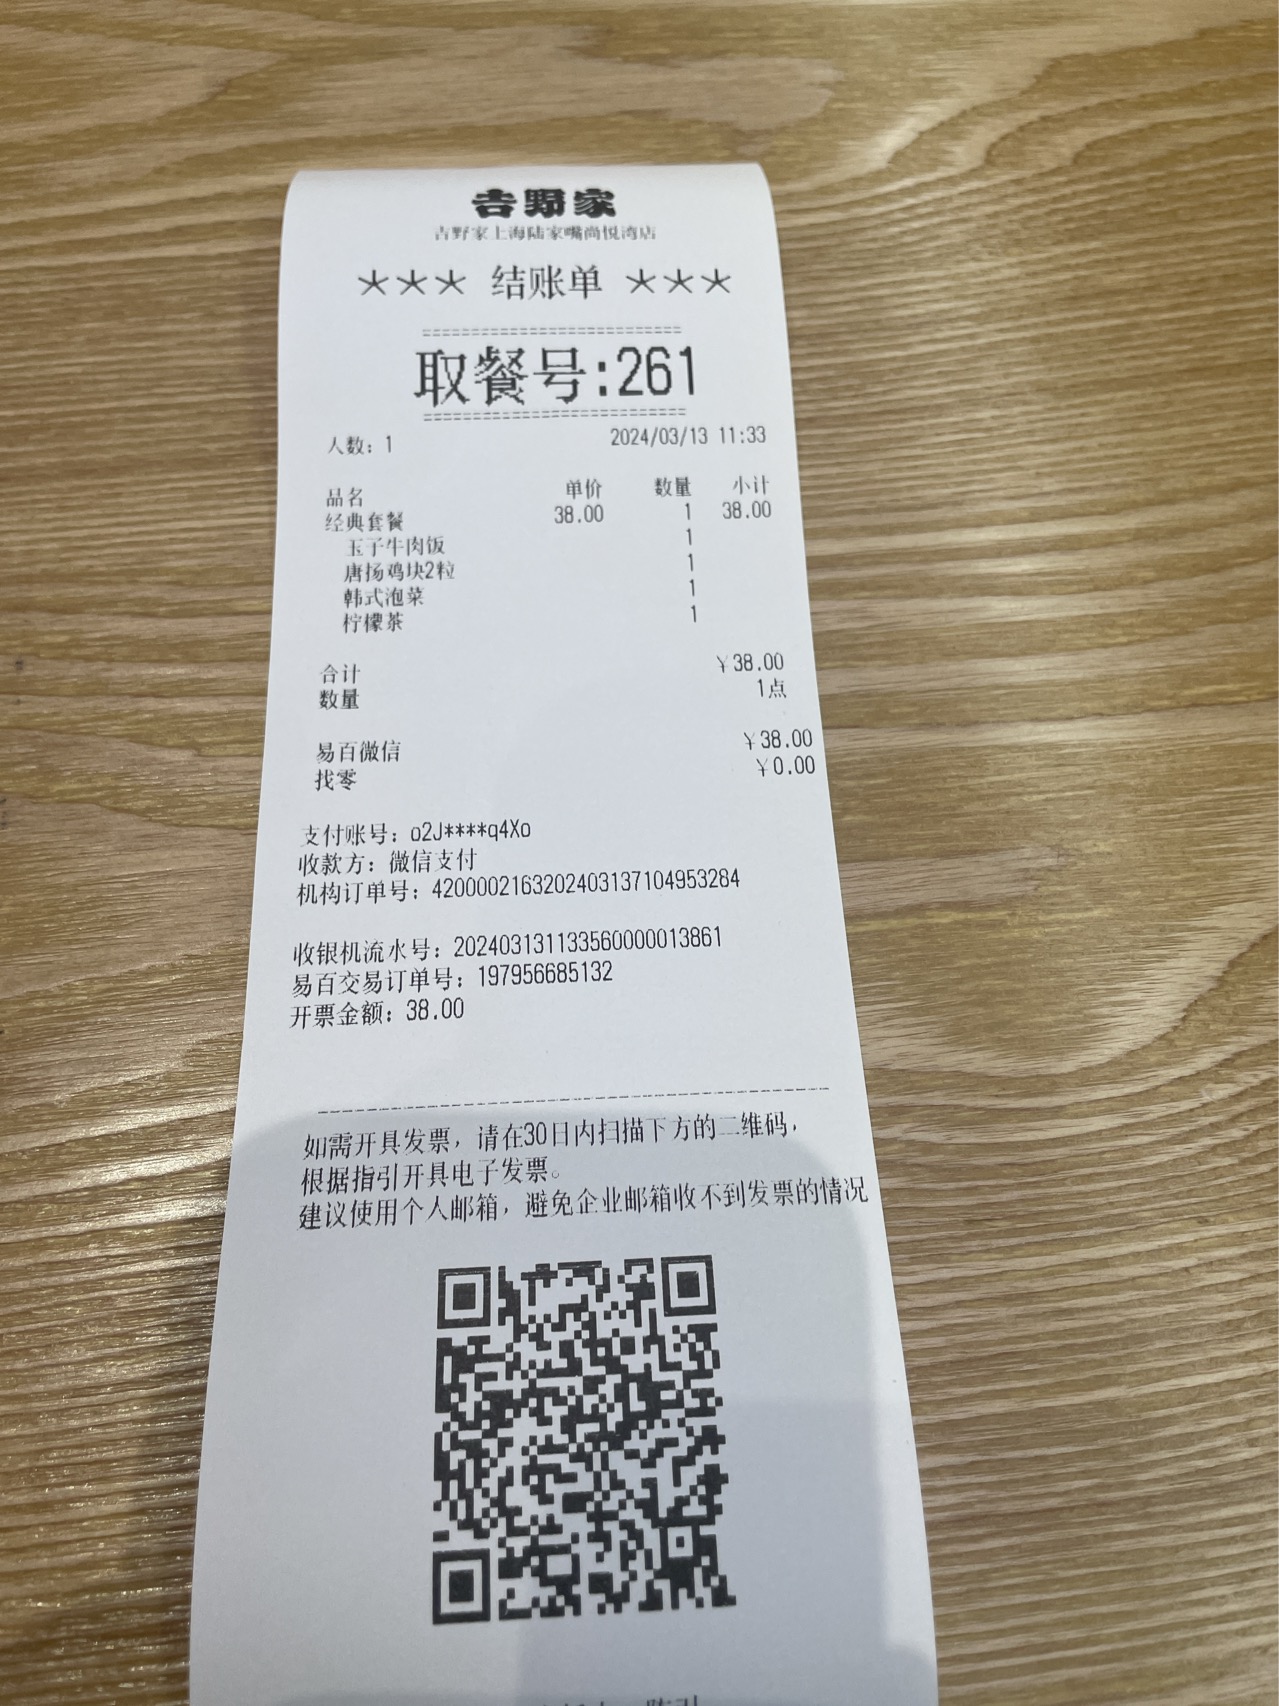 吉野家
吉野家上海陆家嘴尚悦湾店
*** 结账单 ***
==========================
取餐号:261
==========================
人数: 1 2024/03/13 11:33
品名 单价 数量 小计
经典套餐 38.00 1 38.00
玉子牛肉饭 1
唐扬鸡块2粒 1
韩式泡菜 1
柠檬茶 1
合计 ￥38.00
数量 1点
易百微信 ￥38.00
找零 ￥0.00
支付账号: o2J****q4Xo
收款方: 微信支付
机构订单号: 4200002163202403137104953284
收银机流水号: 2024031311335600000013861
易百交易订单号: 197956685132
开票金额: 38.00
如需开具发票, 请在30日内扫描下方的二维码,
根据指引开具电子发票。
建议使用个人邮箱, 避免企业邮箱收不到发票的情况